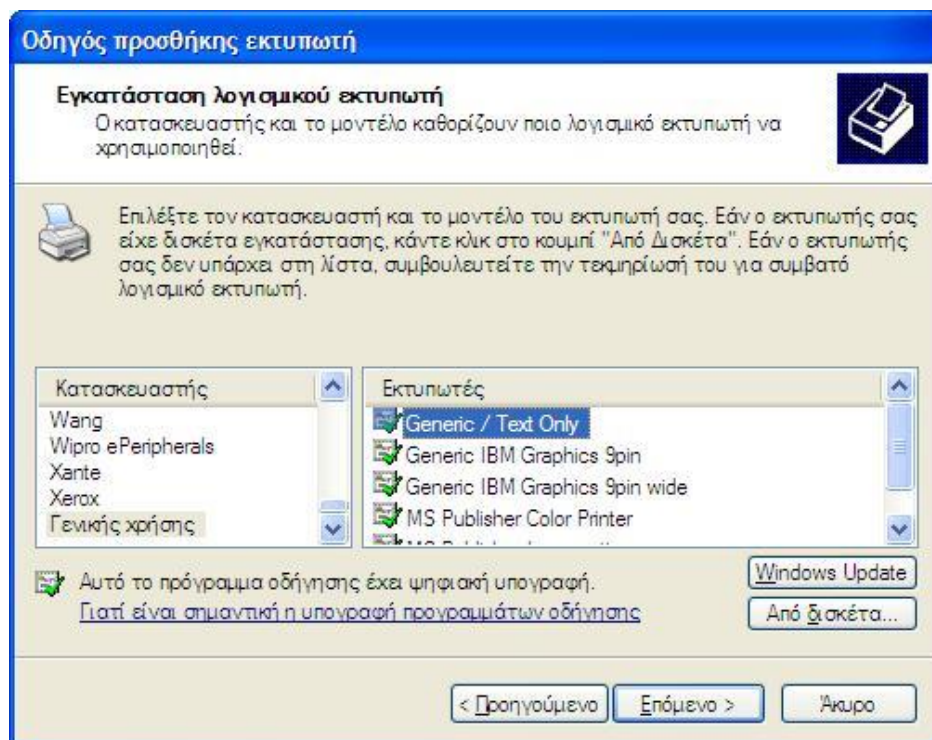 Οδηγός προσθήκης εκτυπωτή
Εγκατάσταση λογισμικού εκτυπωτή
Ο κατασκευαστής και το μοντέλο καθορίζουν ποιο λογισμικό εκτυπωτή να
χρησιμοποιηθεί.
Επιλέξτε τον κατασκευαστή και το μοντέλο του εκτυπωτή σας. Εάν ο εκτυπωτής σας
είχε δισκέτα εγκατάστασης, κάντε κλικ στο κουμπί "Από Δισκέτα". Εάν ο εκτυπωτής
σας δεν υπάρχει στη λίστα, συμβουλευτείτε την τεκμηρίωσή του για συμβατό
λογισμικό εκτυπωτή.
Κατασκευαστής
Wang
Wipro ePeripherals
Xante
Xerox
Γενικής χρήσης
Εκτυπωτές
Generic / Text Only
Generic IBM Graphics 9pin
Generic IBM Graphics 9pin wide
MS Publisher Color Printer
Αυτό το πρόγραμμα οδήγησης έχει ψηφιακή υπογραφή.
Γιατί είναι σημαντική η υπογραφή προγραμμάτων οδήγησης
Windows Update
Από δισκέτα...
< Προηγούμενο
Επόμενο >
Άκυρο